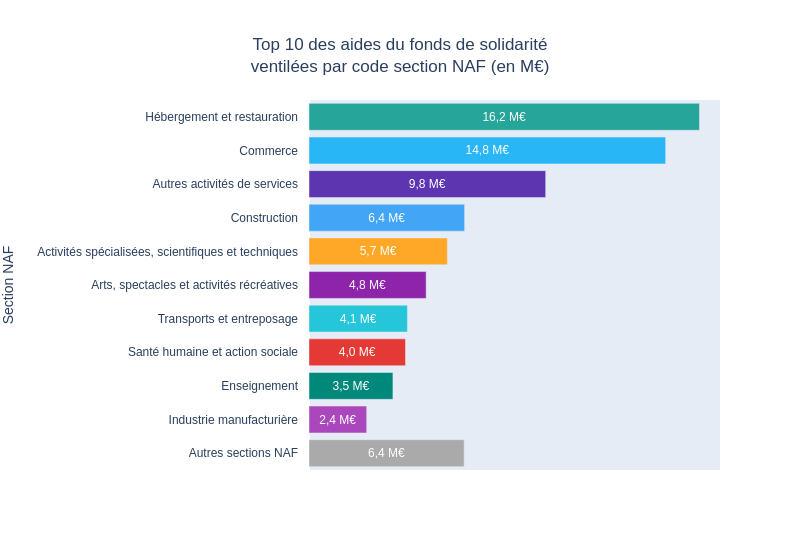 Top 10 des aides du fonds de solidarité
ventilées par code section NAF (en M€)
Section NAF
Hébergement et restauration 16,2 M€
Commerce 14,8 M€
Autres activités de services 9,8 M€
Construction 6,4 M€
Activités spécialisées, scientifiques et techniques 5,7 M€
Arts, spectacles et activités récréatives 4,8 M€
Transports et entreposage 4,1 M€
Santé humaine et action sociale 4,0 M€
Enseignement 3,5 M€
Industrie manufacturière 2,4 M€
Autres sections NAF 6,4 M€